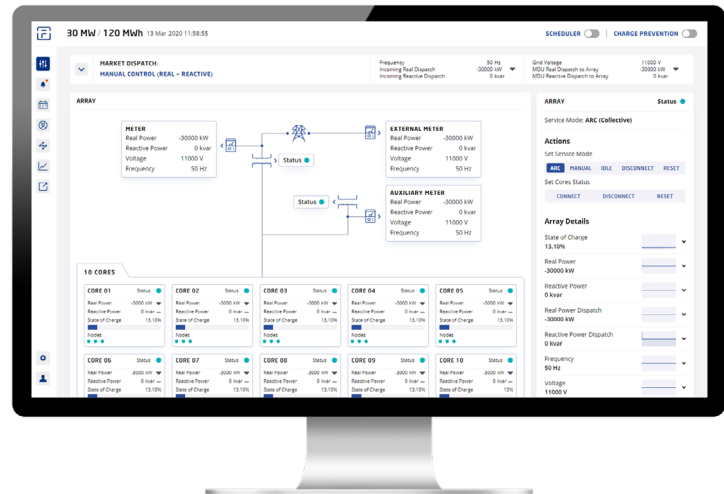 30 MW / 120 MWh 13 Mar 2020 11:58:55
SCHEDULER
CHARGE PREVENTION
MARKET DISPATCH:
MANUAL CONTROL (REAL + REACTIVE)
Frequency 50 Hz
Incoming Real Dispatch -30000 kW
Incoming Reactive Dispatch 0 kvar
Grid Voltage 11000 V
MDU Real Dispatch to Array -30000 kW
MDU Reactive Dispatch to Array 0 kvar
ARRAY
METER
Real Power -30000 kW
Reactive Power 0 kvar
Voltage 11000 V
Frequency 50 Hz
Status
EXTERNAL METER
Real Power -30000 kW
Reactive Power 0 kvar
Voltage 11000 V
Frequency 50 Hz
Status
AUXILIARY METER
Real Power -30000 kW
Reactive Power 0 kvar
Voltage 11000 V
Frequency 50 Hz
10 CORES
CORE 01 Status
Real Power -3000 kW
Reactive Power 0 kvar
State of Charge 13.10%
Nodes
CORE 02 Status
Real Power -3000 kW
Reactive Power 0 kvar
State of Charge 13.10%
Nodes
CORE 03 Status
Real Power -3000 kW
Reactive Power 0 kvar
State of Charge 13.10%
Nodes
CORE 04 Status
Real Power -3000 kW
Reactive Power 0 kvar
State of Charge 13.10%
Nodes
CORE 05 Status
Real Power -3000 kW
Reactive Power 0 kvar
State of Charge 13.10%
Nodes
CORE 06 Status
Real Power -3000 kW
Reactive Power 0 kvar
State of Charge 13.10%
CORE 07 Status
Real Power -3000 kW
Reactive Power 0 kvar
State of Charge 13.10%
CORE 08 Status
Real Power -3000 kW
Reactive Power 0 kvar
State of Charge 13.10%
CORE 09 Status
Real Power -3000 kW
Reactive Power 0 kvar
State of Charge 13.10%
CORE 10 Status
Real Power -3000 kW
Reactive Power 0 kvar
State of Charge 13%
ARRAY Status
Service Mode: ARC (Collective)
Actions
Set Service Mode
ARC MANUAL IDLE DISCONNECT RESET
Set Cores Status
CONNECT DISCONNECT RESET
Array Details
State of Charge
13.10%
Real Power
-30000 kW
Reactive Power
0 kvar
Real Power Dispatch
-30000 kW
Reactive Power Dispatch
0 kvar
Frequency
50 Hz
Voltage
11000 V